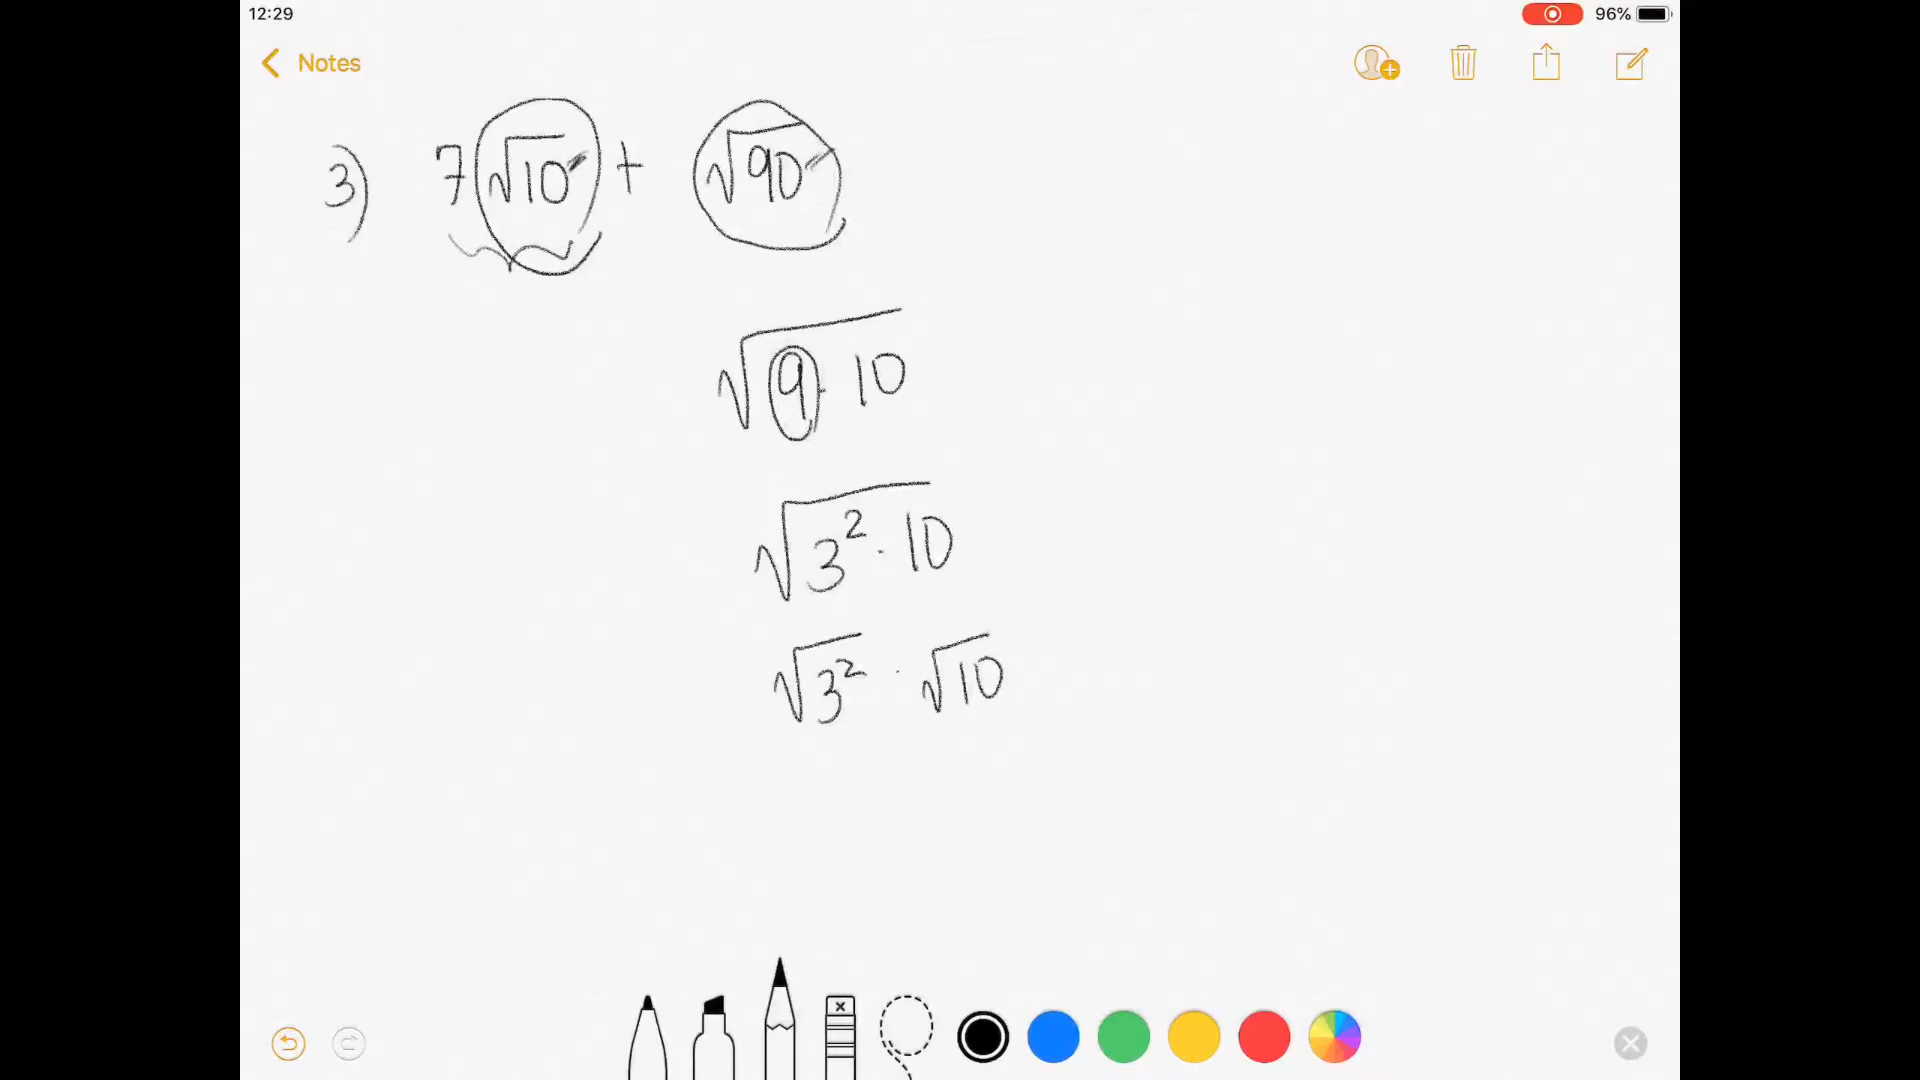 12:29 96%
Notes
3) 7√10 + √90
√9 · 10
√3² · 10
√3² · √10